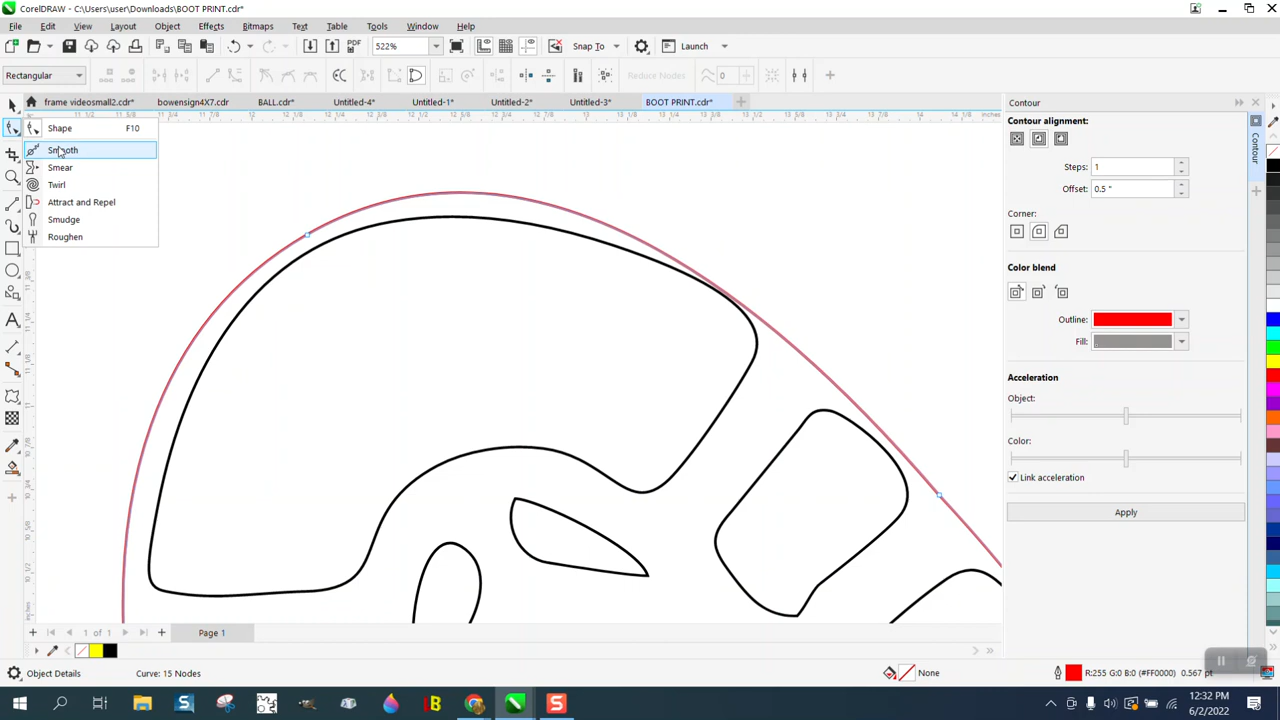 CorelDRAW - C:\Users\user\Downloads\BOOT PRINT.cdr*
File Edit View Layout Object Effects Bitmaps Text Table Tools Window Help
PDF 522% Snap To Launch
Rectangular Reduce Nodes 0
frame videosmall2.cdr* bowensign4X7.cdr BALL.cdr* Untitled-4* Untitled-1* Untitled-2* Untitled-3* BOOT PRINT.cdr*
inches
Shape F10
Smooth
Smear
Twirl
Attract and Repel
Smudge
Roughen
Contour
Contour
Contour alignment:
Steps: 1
Offset: 0.5 "
Corner:
Color blend
Outline:
Fill:
Acceleration
Object:
Color:
Link acceleration
Apply
1 of 1 Page 1
Object Details Curve: 15 Nodes None R:255 G:0 B:0 (#FF0000) 0.567 pt
12:32 PM
6/2/2022